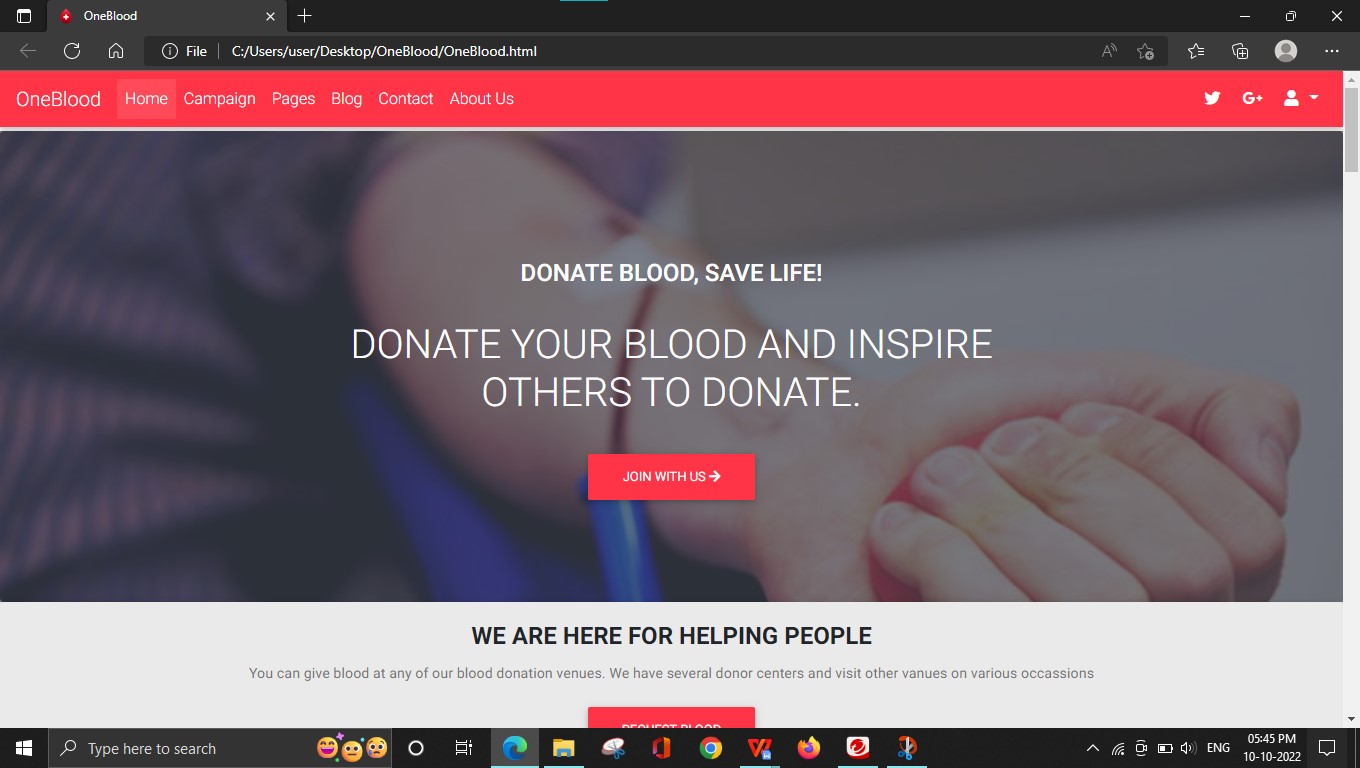 OneBlood
File
C:/Users/user/Desktop/OneBlood/OneBlood.html
OneBlood Home Campaign Pages Blog Contact About Us
DONATE BLOOD, SAVE LIFE!
DONATE YOUR BLOOD AND INSPIRE
OTHERS TO DONATE.
JOIN WITH US
WE ARE HERE FOR HELPING PEOPLE
You can give blood at any of our blood donation venues. We have several donor centers and visit other vanues on various occassions
REQUEST BLOOD
Type here to search
ENG
05:45 PM
10-10-2022